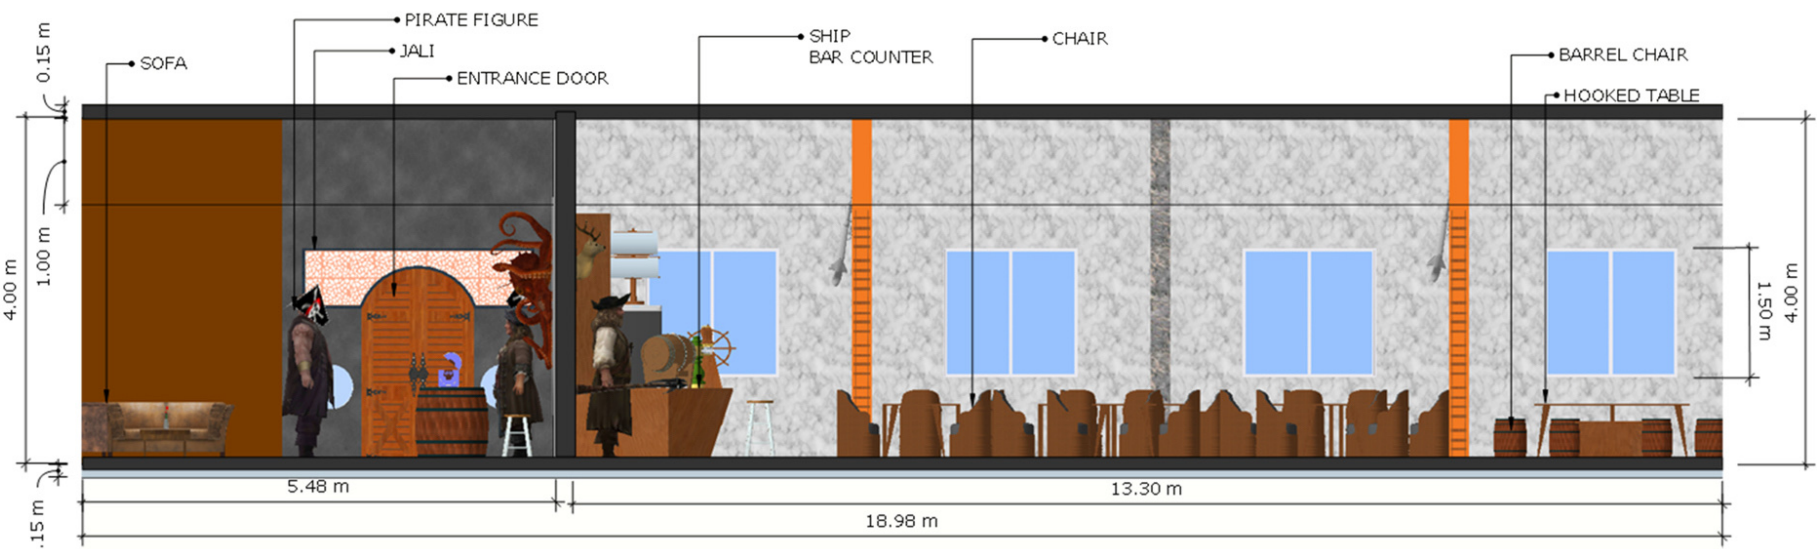 PIRATE FIGURE
JALI
ENTRANCE DOOR
SOFA
SHIP
BAR COUNTER
CHAIR
BARREL CHAIR
HOOKED TABLE
0.15 m
4.00 m
1.00 m
.15 m
1.50 m
4.00 m
5.48 m
13.30 m
18.98 m